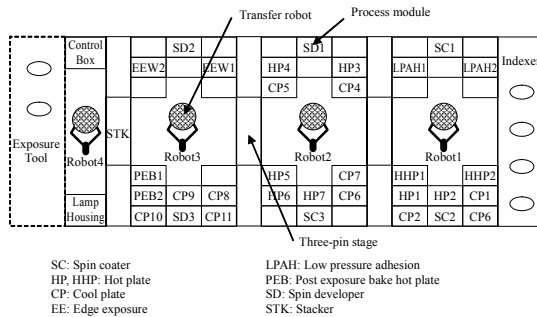 Transfer robot
Process module
Control Box
SD2
SD1
SC1
Indexer
EEW2
EEW1
HP4
HP3
LPAH1
LPAH2
CP5
CP4
STK
Exposure Tool
Robot4
Robot3
Robot2
Robot1
PEB1
HP5
CP7
HHP1
HHP2
Lamp Housing
PEB2
CP9
CP8
HP6
HP7
CP6
HP1
HP2
CP1
CP10
SD3
CP11
SC3
CP2
SC2
CP6
Three-pin stage
SC: Spin coater
HP, HHP: Hot plate
CP: Cool plate
EE: Edge exposure
LPAH: Low pressure adhesion
PEB: Post exposure bake hot plate
SD: Spin developer
STK: Stacker